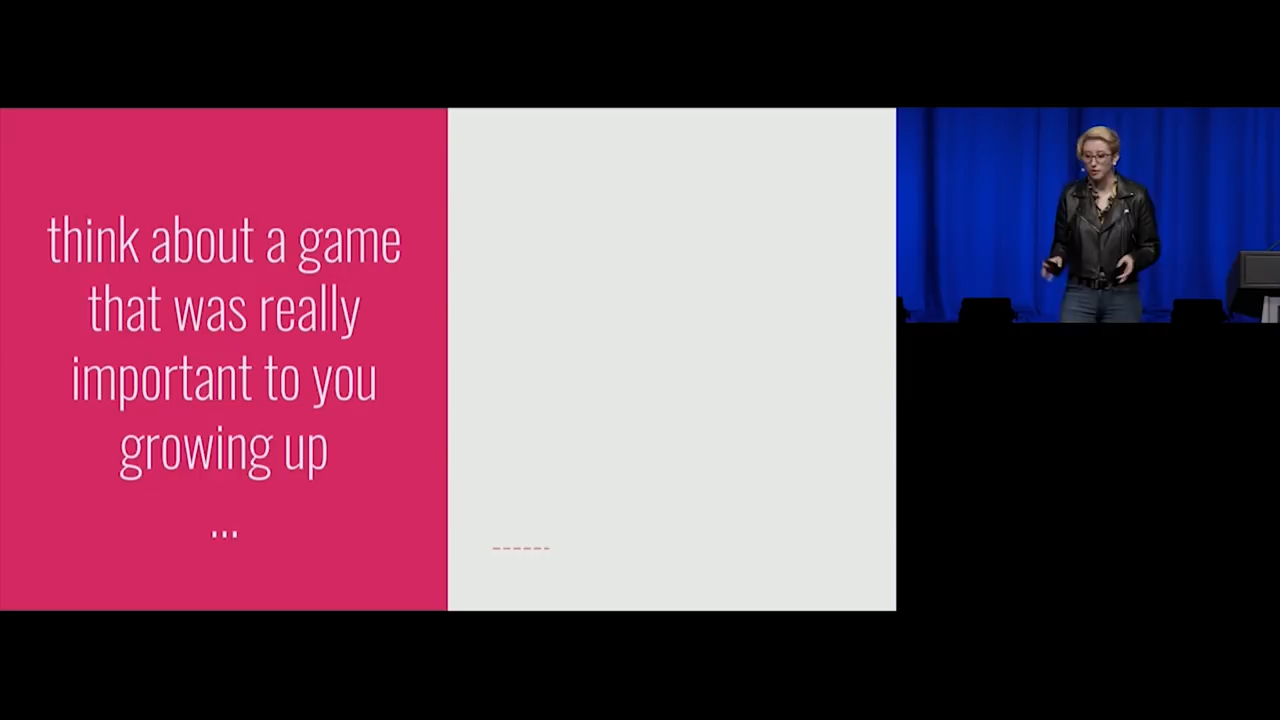 think about a game
that was really
important to you
growing up
...